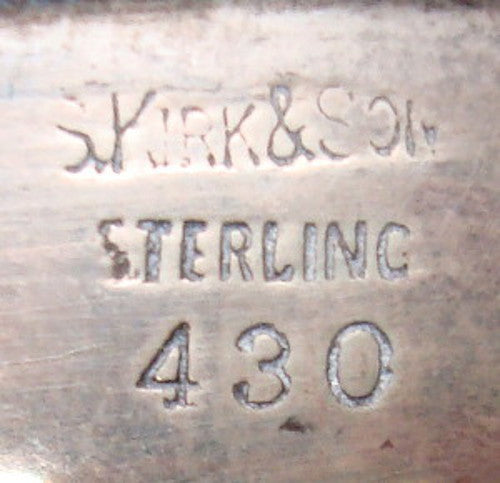 S. KIRK & SON
STERLING
430